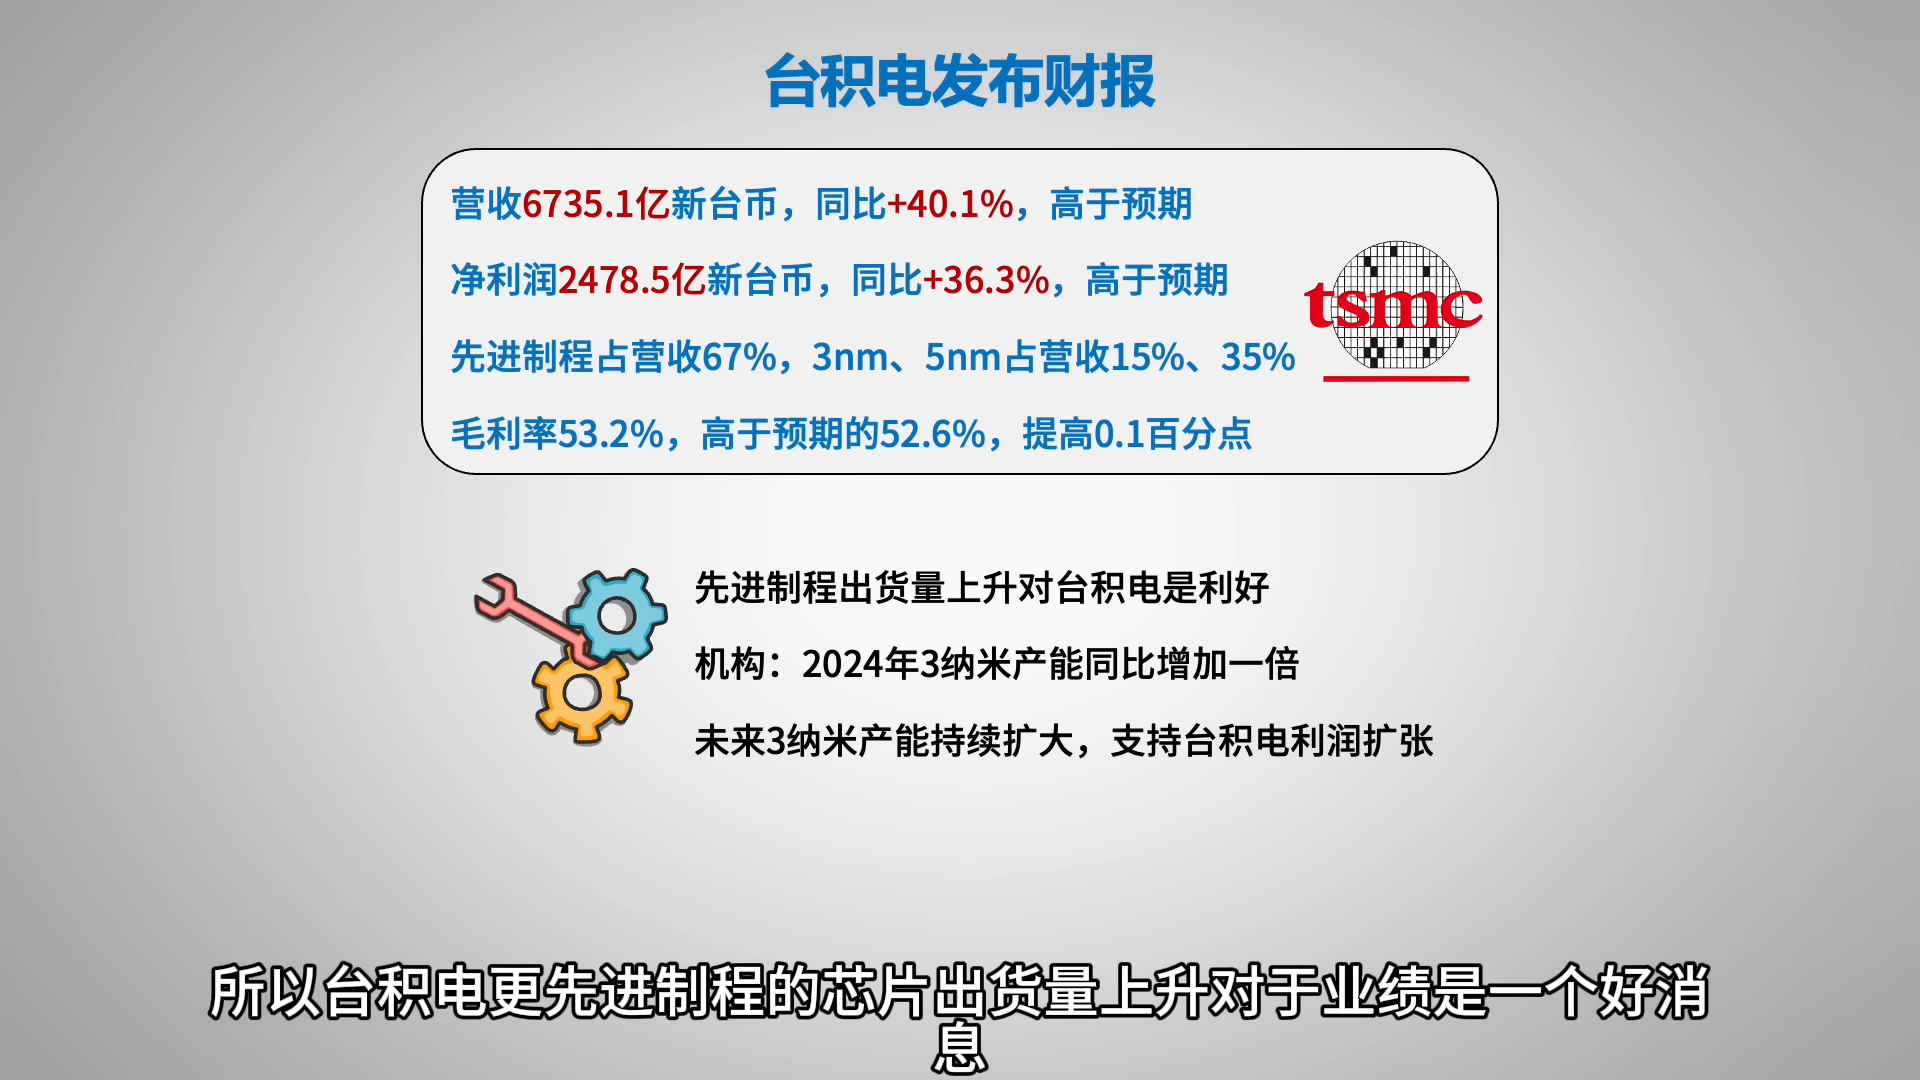 台积电发布财报
营收6735.1亿新台币，同比+40.1%，高于预期
净利润2478.5亿新台币，同比+36.3%，高于预期
tsmc
先进制程占营收67%，3nm、5nm占营收15%、35%
毛利率53.2%，高于预期的52.6%，提高0.1百分点
先进制程出货量上升对台积电是利好
机构：2024年3纳米产能同比增加一倍
未来3纳米产能持续扩大，支持台积电利润扩张
所以台积电更先进制程的芯片出货量上升对于业绩是一个好消
息